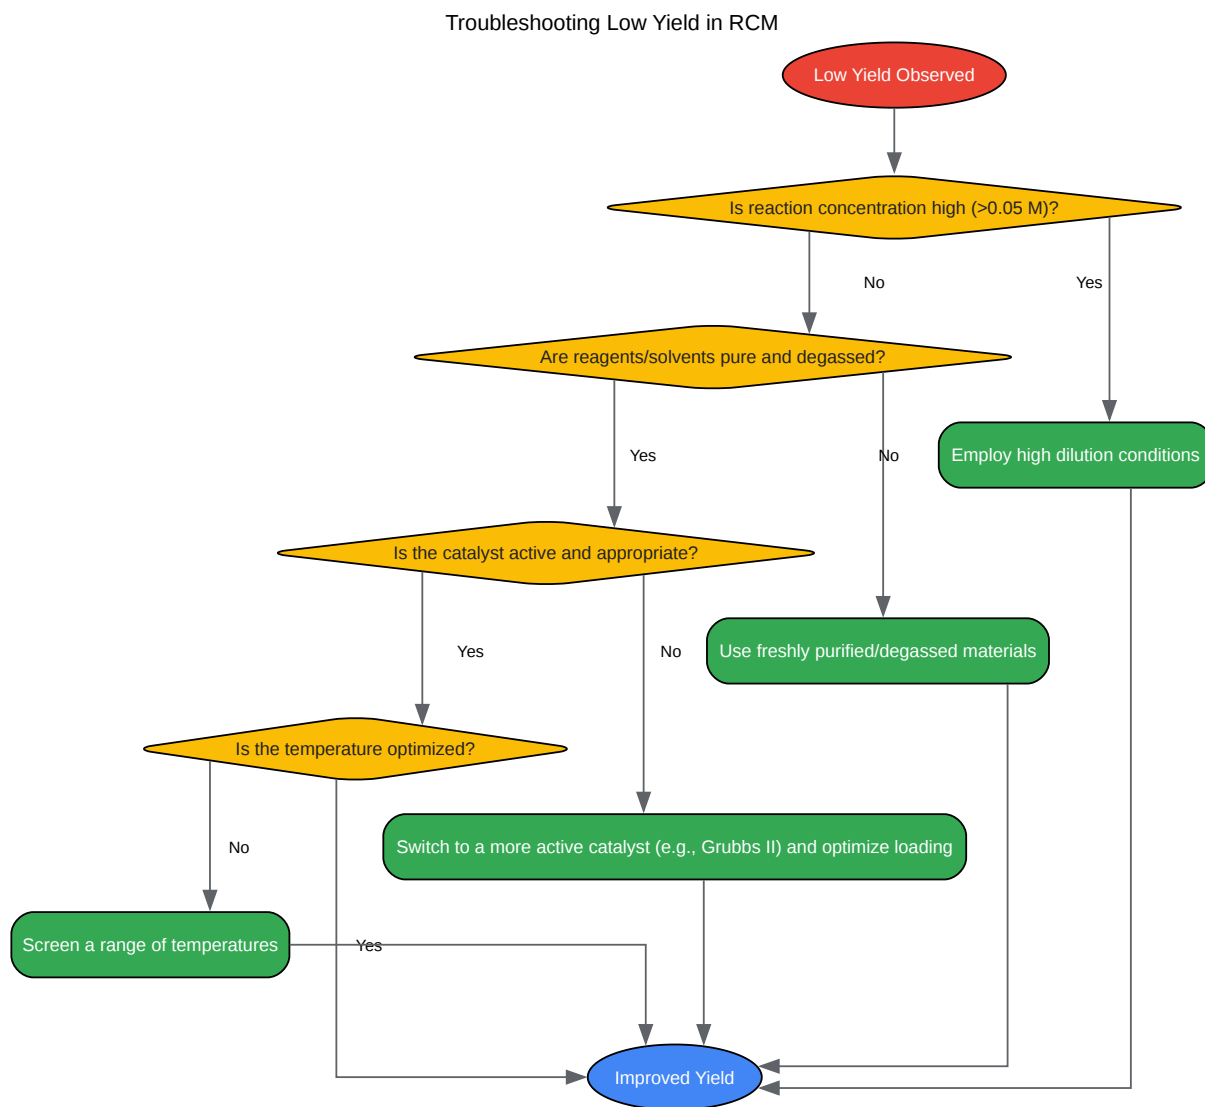 Troubleshooting Low Yield in RCM
Low Yield Observed
Is reaction concentration high (>0.05 M)?
No
Yes
Are reagents/solvents pure and degassed?
Yes
No
Employ high dilution conditions
Is the catalyst active and appropriate?
Yes
No
Use freshly purified/degassed materials
Is the temperature optimized?
No
Switch to a more active catalyst (e.g., Grubbs II) and optimize loading
Screen a range of temperatures
Yes
Improved Yield